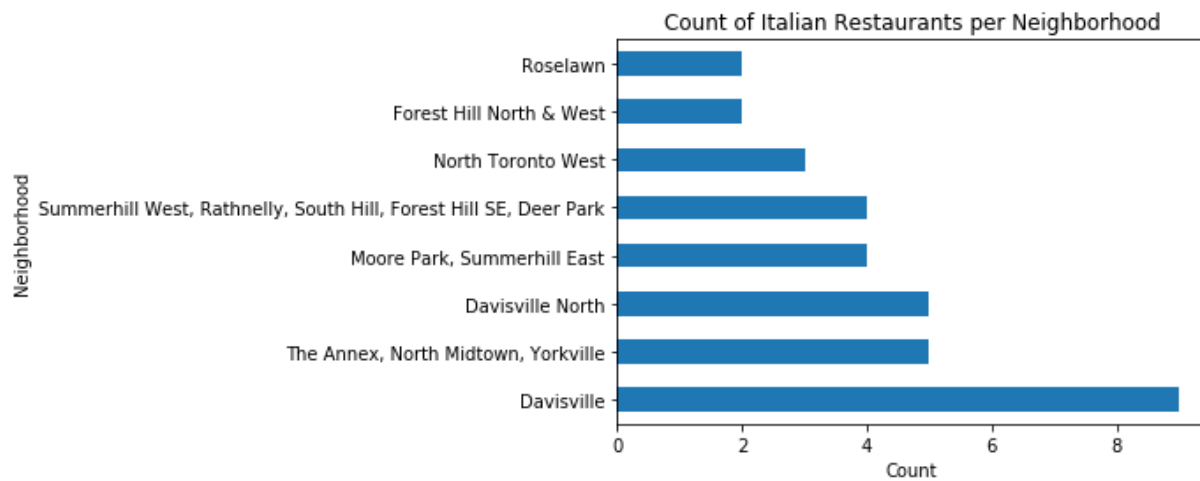 Count of Italian Restaurants per Neighborhood
Roselawn
Forest Hill North & West
North Toronto West
Summerhill West, Rathnelly, South Hill, Forest Hill SE, Deer Park
Moore Park, Summerhill East
Davisville North
The Annex, North Midtown, Yorkville
Davisville
Neighborhood
0 2 4 6 8
Count